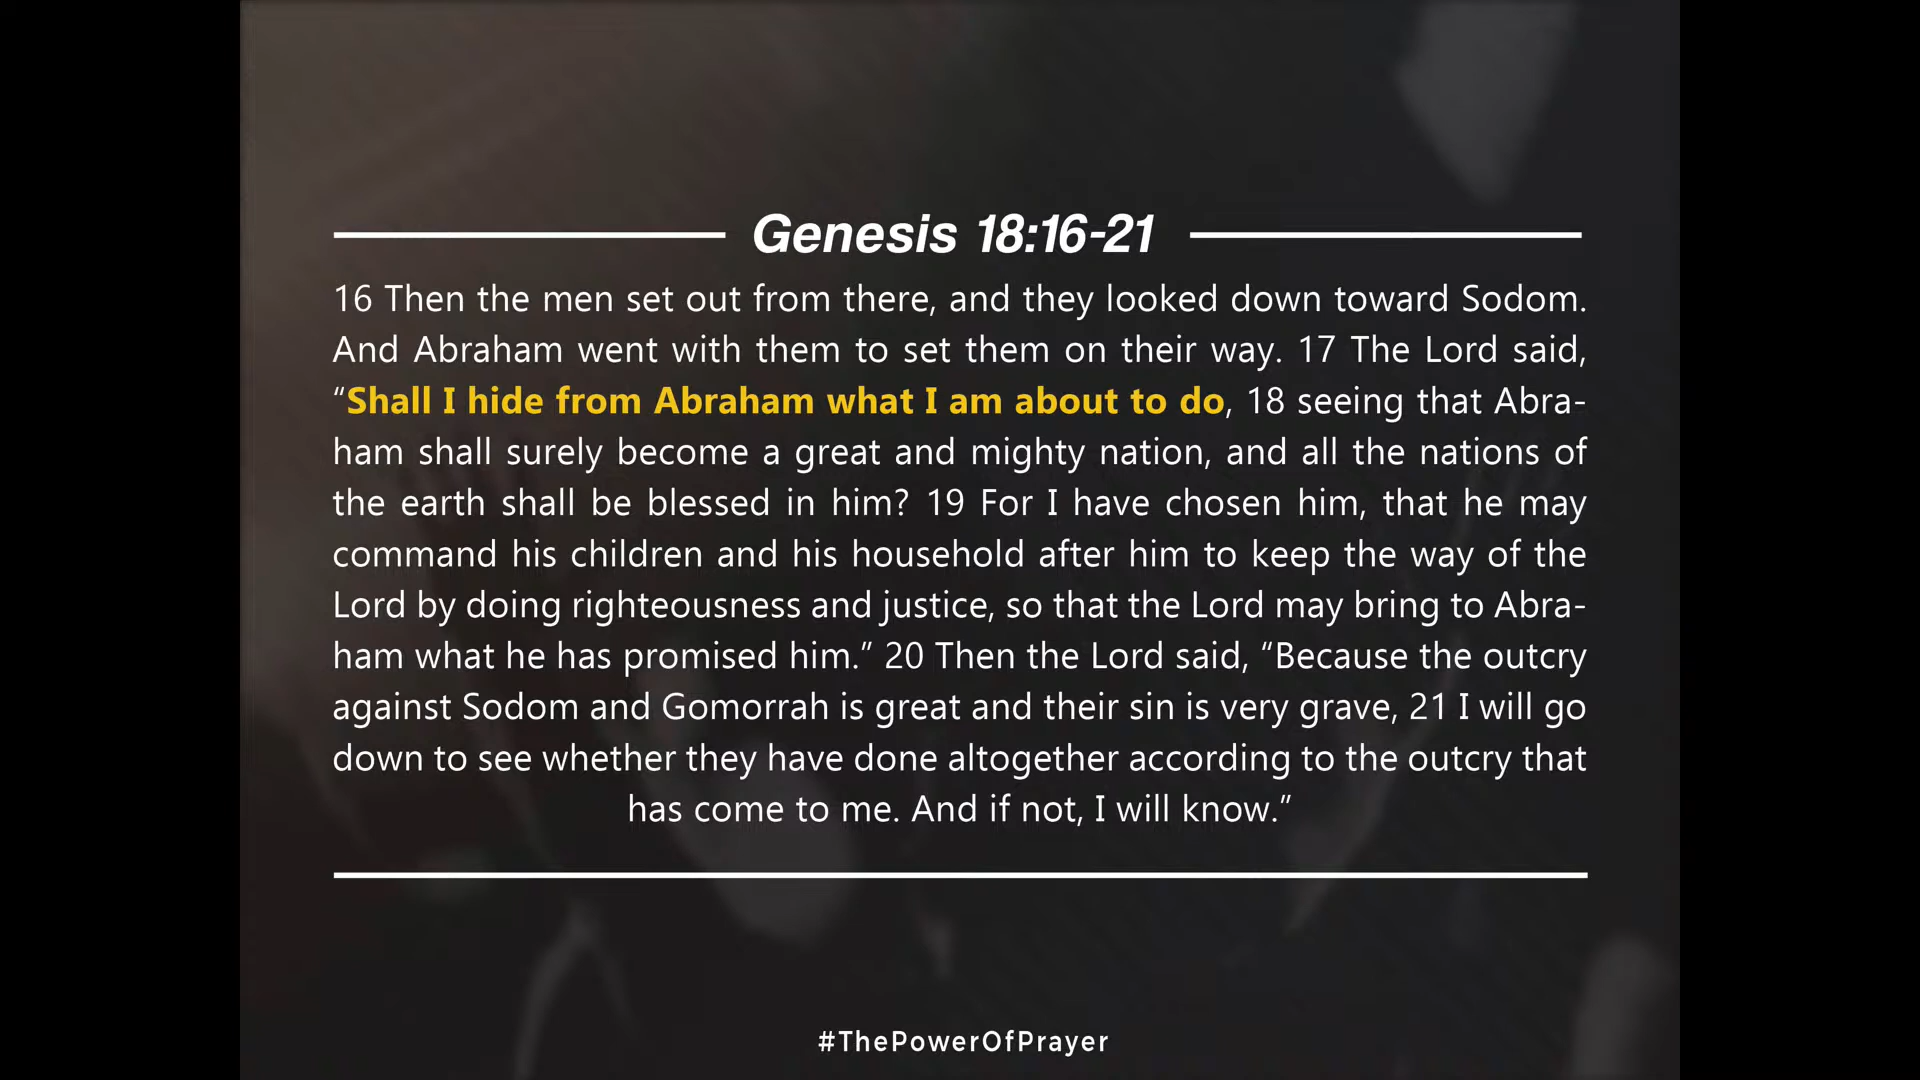 Genesis 18:16-21
16 Then the men set out from there, and they looked down toward Sodom.
And Abraham went with them to set them on their way. 17 The Lord said,
“Shall I hide from Abraham what I am about to do, 18 seeing that Abra-
ham shall surely become a great and mighty nation, and all the nations of
the earth shall be blessed in him? 19 For I have chosen him, that he may
command his children and his household after him to keep the way of the
Lord by doing righteousness and justice, so that the Lord may bring to Abra-
ham what he has promised him.” 20 Then the Lord said, “Because the outcry
against Sodom and Gomorrah is great and their sin is very grave, 21 I will go
down to see whether they have done altogether according to the outcry that
has come to me. And if not, I will know.”
#ThePowerOfPrayer